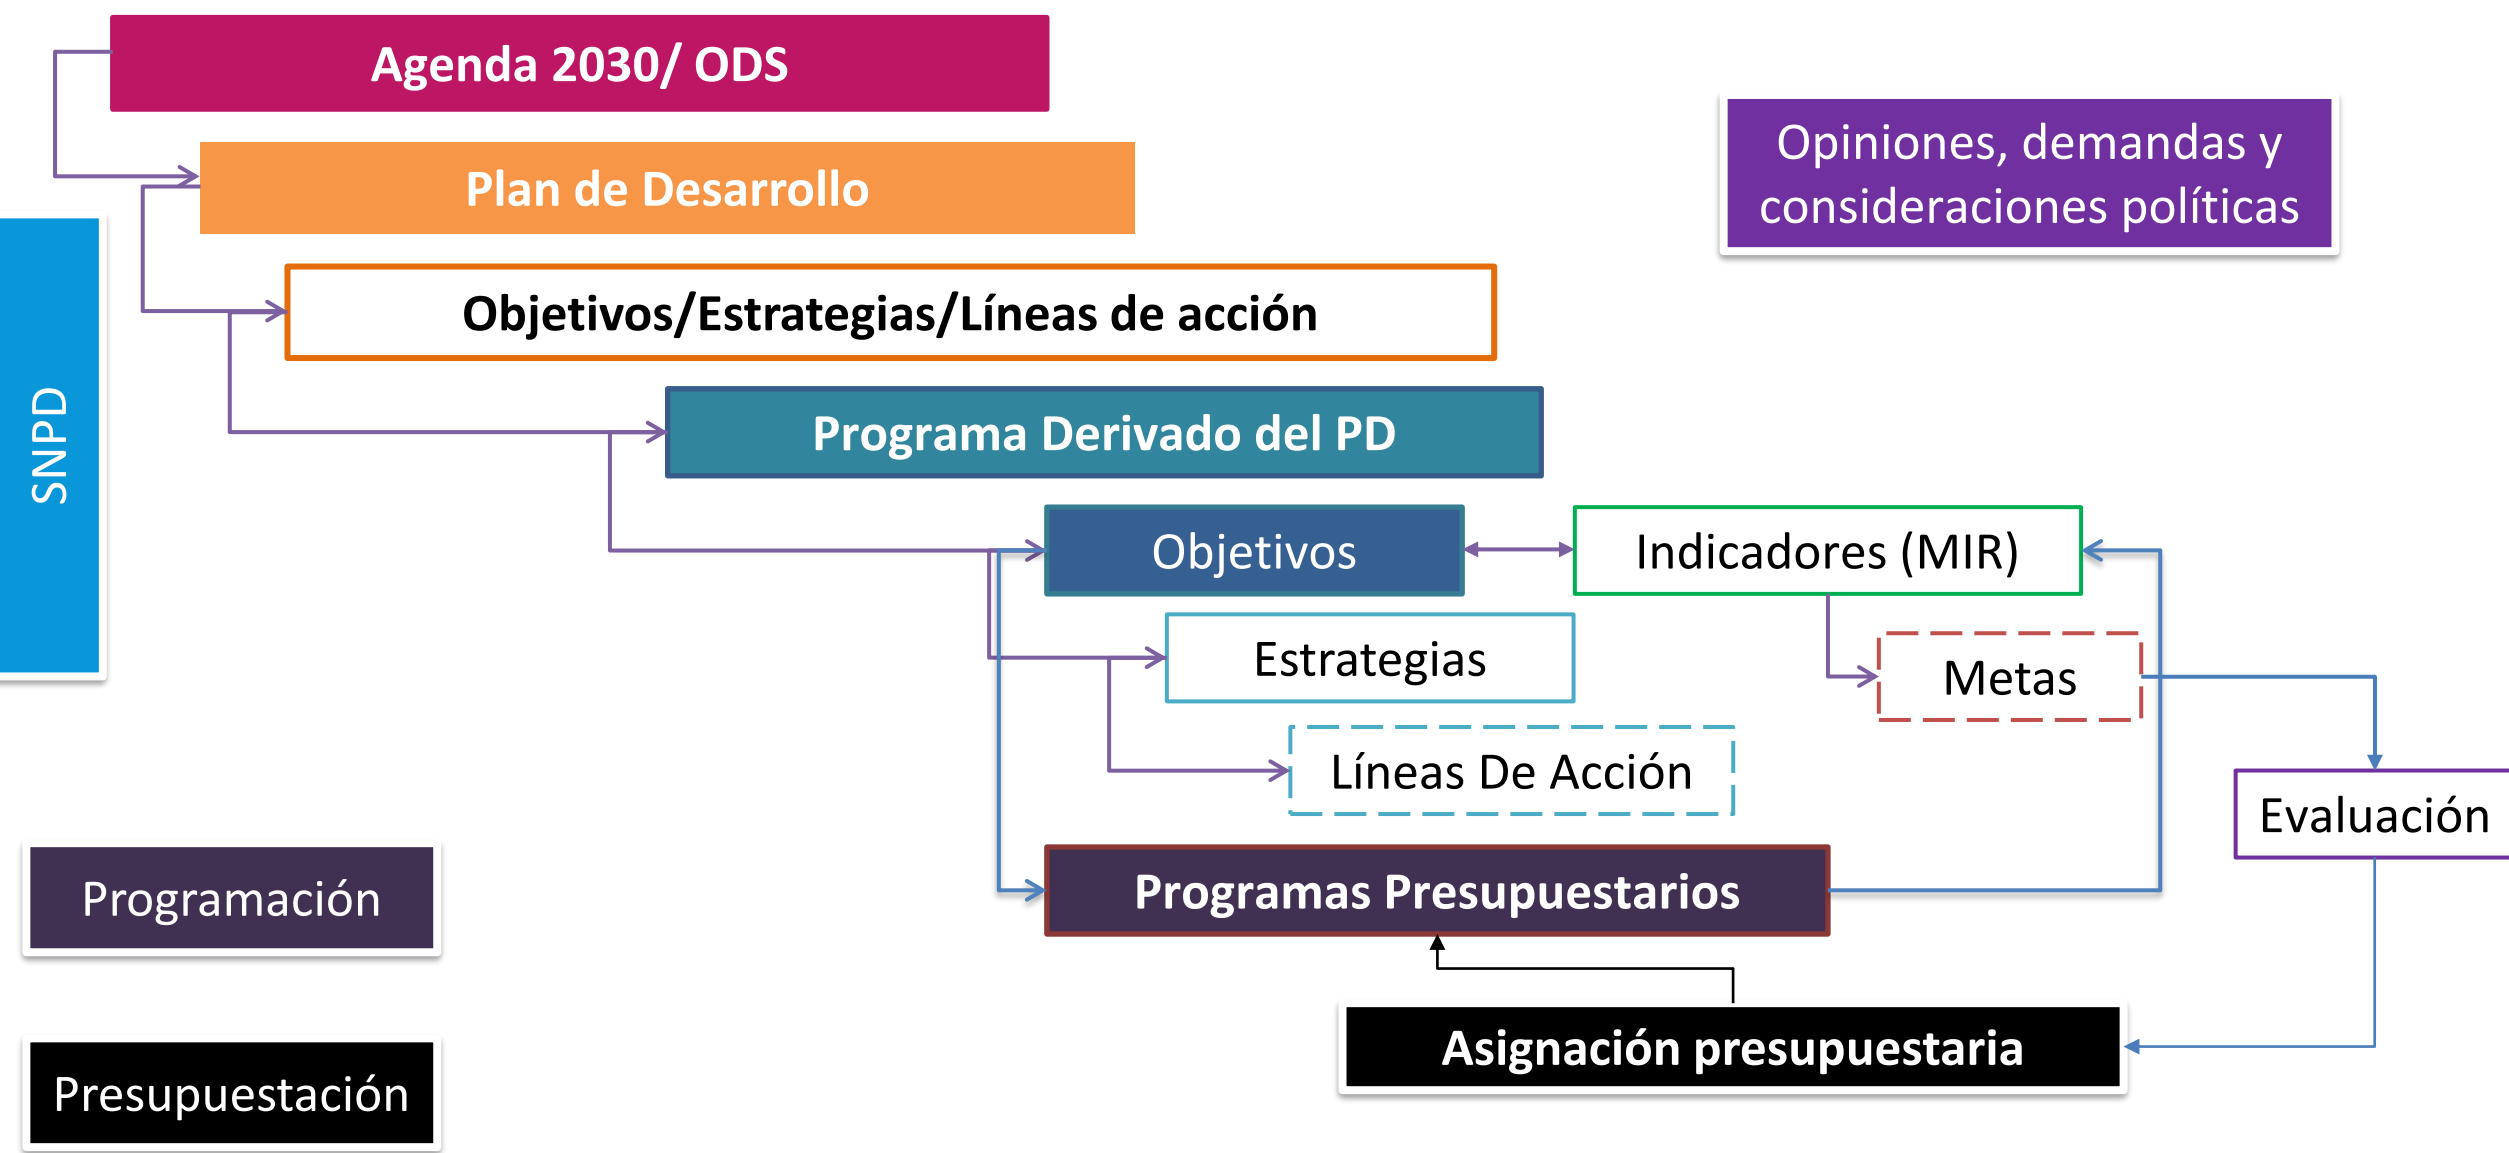 Agenda 2030/ ODS
Opiniones, demandas y
consideraciones políticas
Plan de Desarrollo
Objetivos/Estrategias/Líneas de acción
SNPD
Programa Derivado del PD
Objetivos
Indicadores (MIR)
Estrategias
Metas
Líneas De Acción
Evaluación
Programación
Programas Presupuestarios
Asignación presupuestaria
Presupuestación